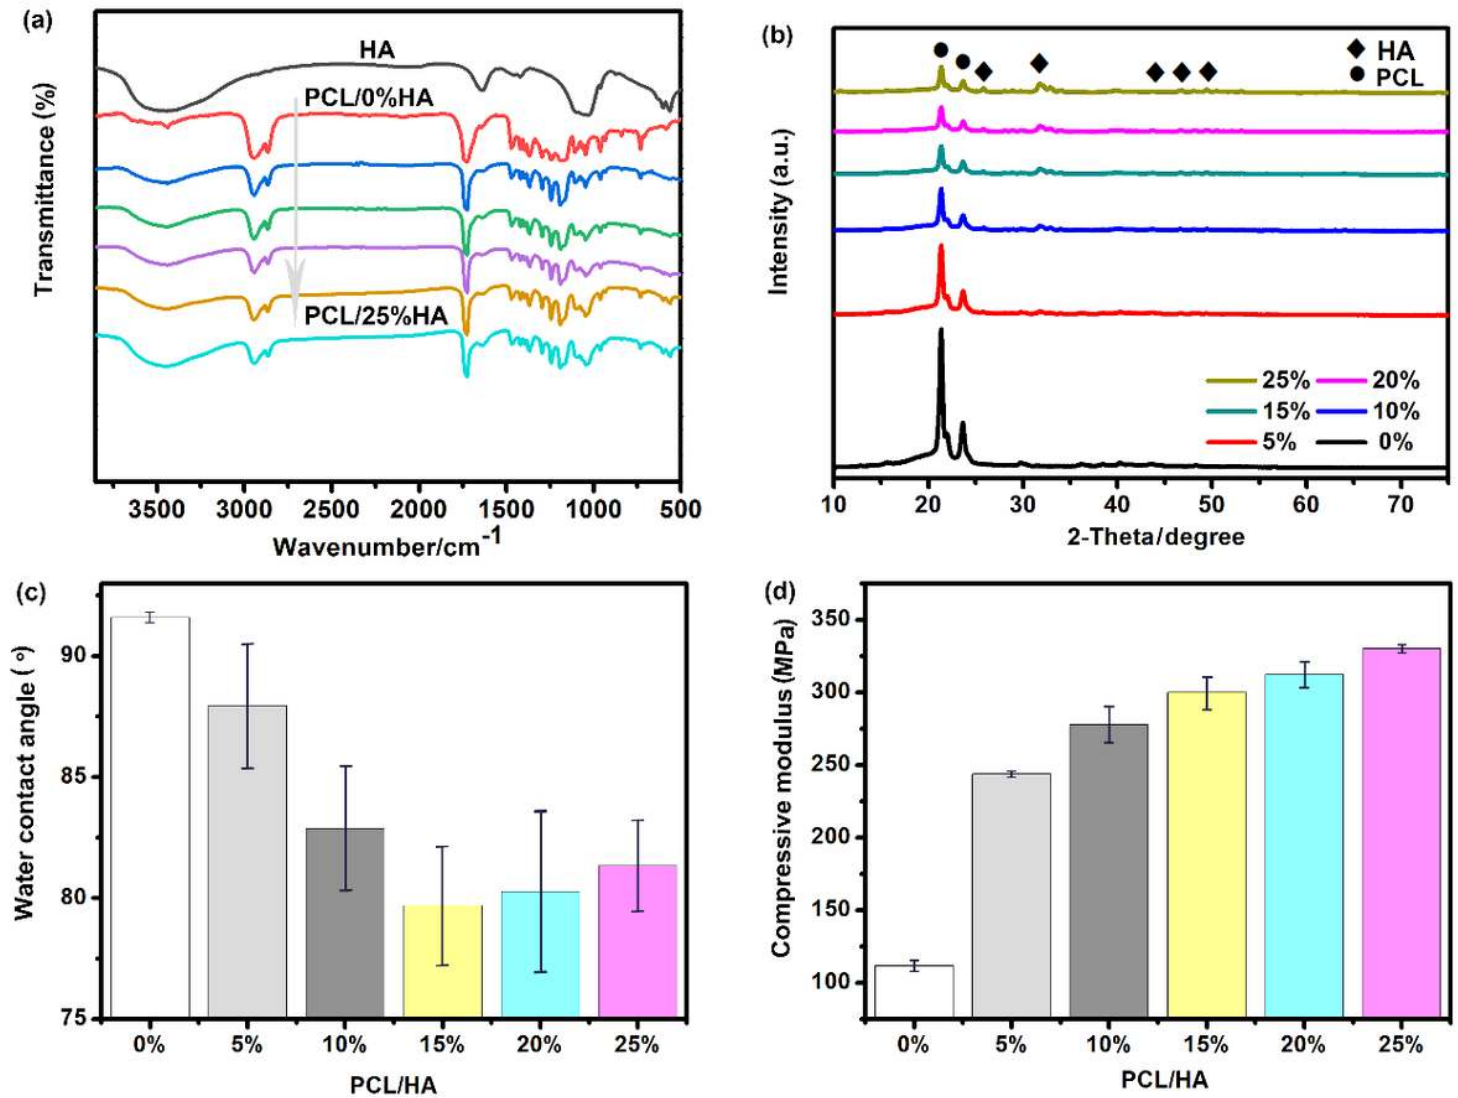 (a)
HA
PCL/0%HA
PCL/25%HA
Transmittance (%)
3500 3000 2500 2000 1500 1000 500
Wavenumber/cm-1
(b)
◆ HA
● PCL
Intensity (a.u.)
25% 20%
15% 10%
5% 0%
10 20 30 40 50 60 70
2-Theta/degree
(c)
Water contact angle (°)
90
85
80
75
0% 5% 10% 15% 20% 25%
PCL/HA
(d)
Compressive modulus (MPa)
350
300
250
200
150
100
0% 5% 10% 15% 20% 25%
PCL/HA